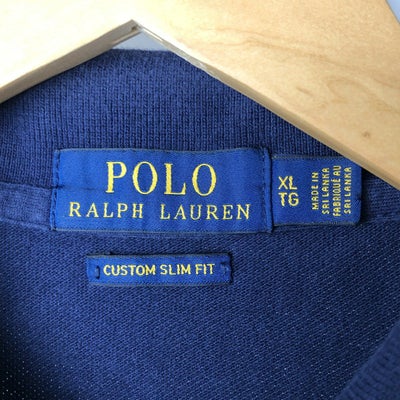 POLO
RALPH LAUREN
XL
TG
MADE IN
SRI LANKA
FABRIQUÉ AU
SRI LANKA
CUSTOM SLIM FIT